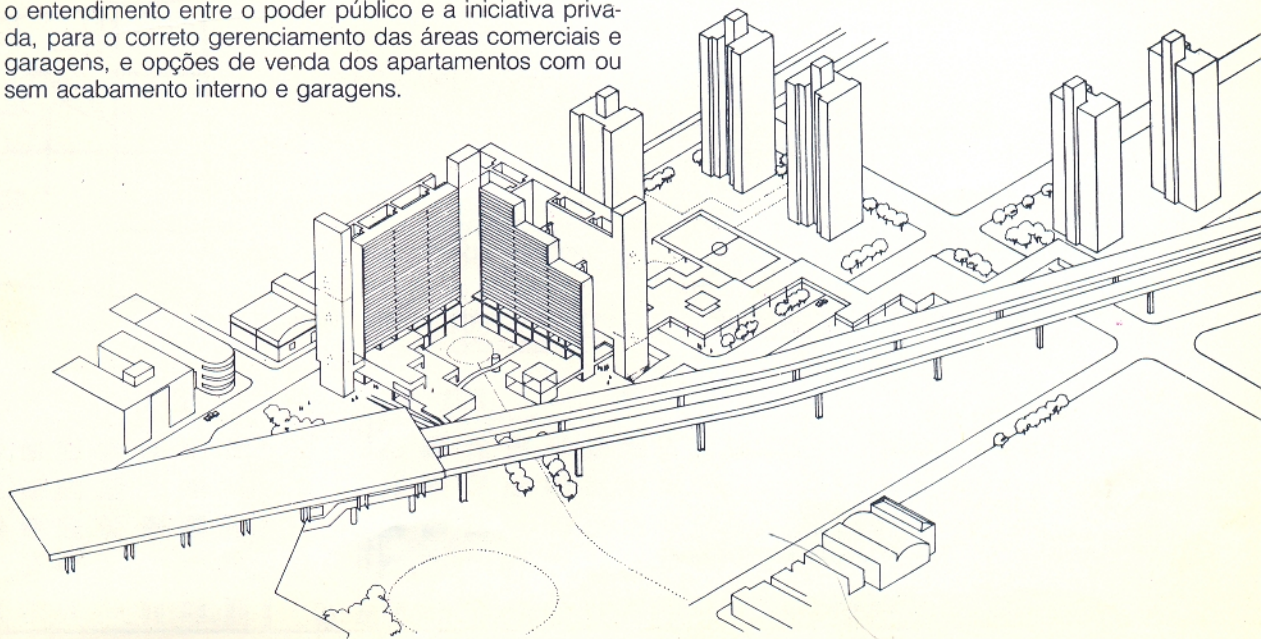 o entendimento entre o poder público e a iniciativa priva-
da, para o correto gerenciamento das áreas comerciais e
garagens, e opções de venda dos apartamentos com ou
sem acabamento interno e garagens.